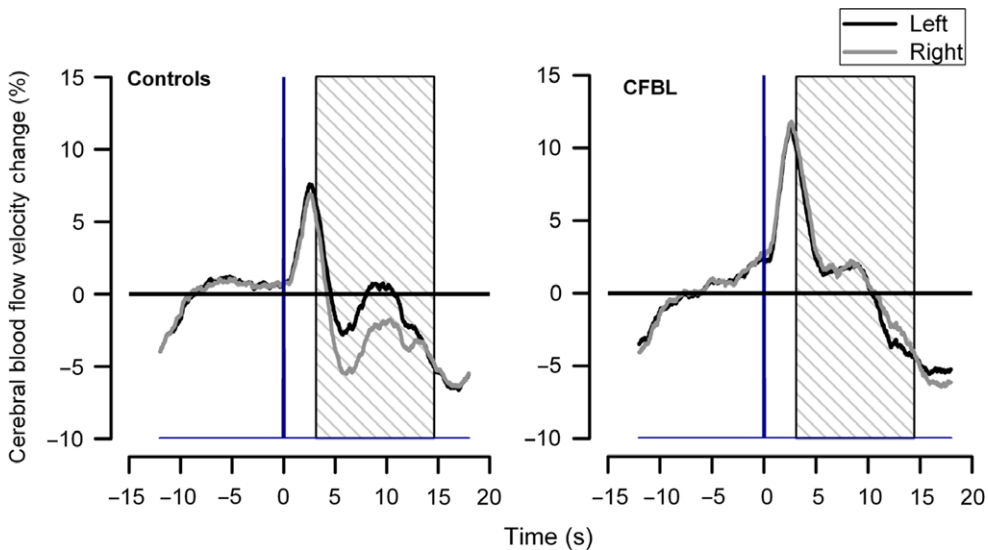 Left
Right
Cerebral blood flow velocity change (%)
Controls
15
10
5
0
−5
−10
−15 −10 −5 0 5 10 15 20
CFBL
15
10
5
0
−5
−10
−15 −10 −5 0 5 10 15 20
Time (s)